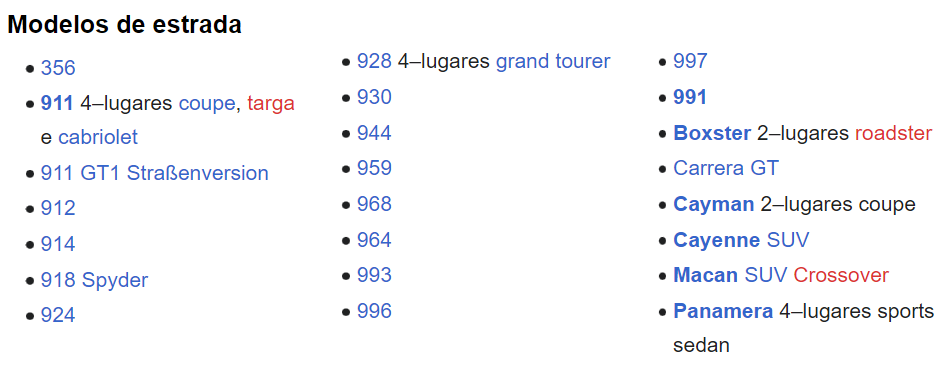 Modelos de estrada
356
911 4–lugares coupe, targa
e cabriolet
911 GT1 Straßenversion
912
914
918 Spyder
924
928 4–lugares grand tourer
930
944
959
968
964
993
996
997
991
Boxster 2–lugares roadster
Carrera GT
Cayman 2–lugares coupe
Cayenne SUV
Macan SUV Crossover
Panamera 4–lugares sports
sedan